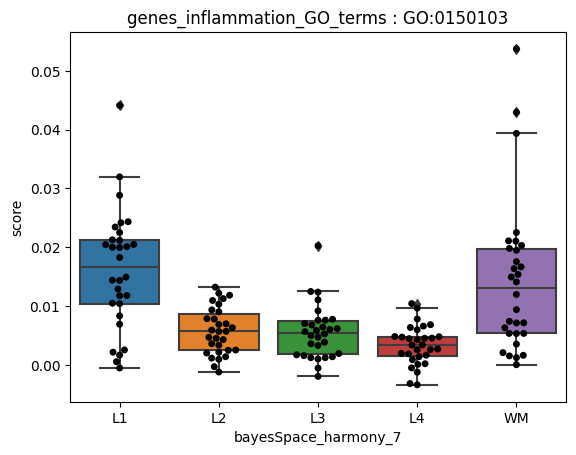 genes_inflammation_GO_terms : GO:0150103
score
0.05
0.04
0.03
0.02
0.01
0.00
L1 L2 L3 L4 WM
bayesSpace_harmony_7